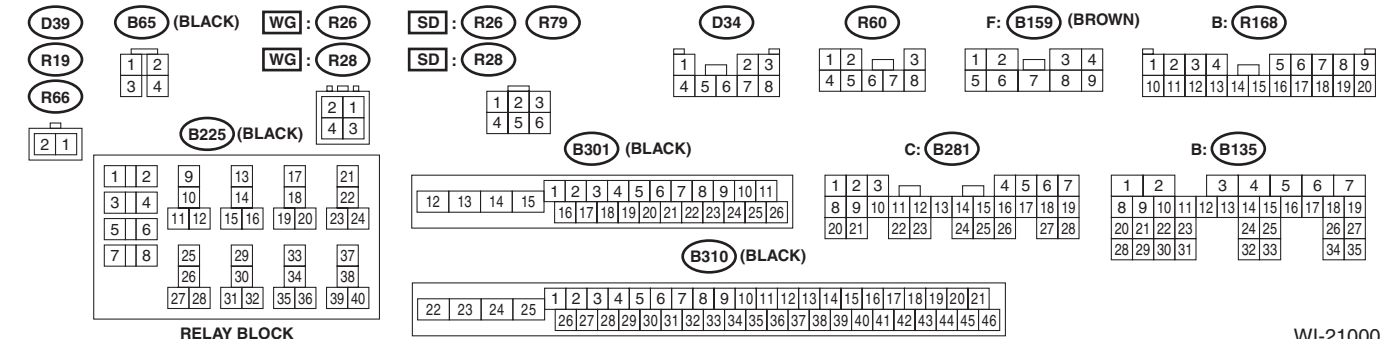 D39 B65 (BLACK) WG : R26 SD : R26 R79 D34 R60 F: B159 (BROWN) B: R168
R19 WG : R28 SD : R28
R66
1 2
3 4
2 1
4 3
1 2 3
4 5 6
1 2 3
4 5 6 7 8
1 2 3
4 5 6 7 8
1 2 3 4
5 6 7 8 9
1 2 3 4 5 6 7 8 9
10 11 12 13 14 15 16 17 18 19 20
2 1
B225 (BLACK) B301 (BLACK) C: B281 B: B135
1 2 9 13 17 21
3 4 10 14 18 22
11 12 15 16 19 20 23 24
5 6
7 8 25 29 33 37
26 30 34 38
27 28 31 32 35 36 39 40
RELAY BLOCK
12 13 14 15 1 2 3 4 5 6 7 8 9 10 11
16 17 18 19 20 21 22 23 24 25 26
1 2 3 4 5 6 7
8 9 10 11 12 13 14 15 16 17 18 19
20 21 22 23 24 25 26 27 28
1 2 3 4 5 6 7
8 9 10 11 12 13 14 15 16 17 18 19
20 21 22 23 24 25 26 27
28 29 30 31 32 33 34 35
B310 (BLACK)
22 23 24 25 1 2 3 4 5 6 7 8 9 10 11 12 13 14 15 16 17 18 19 20 21
26 27 28 29 30 31 32 33 34 35 36 37 38 39 40 41 42 43 44 45 46
WI-21000